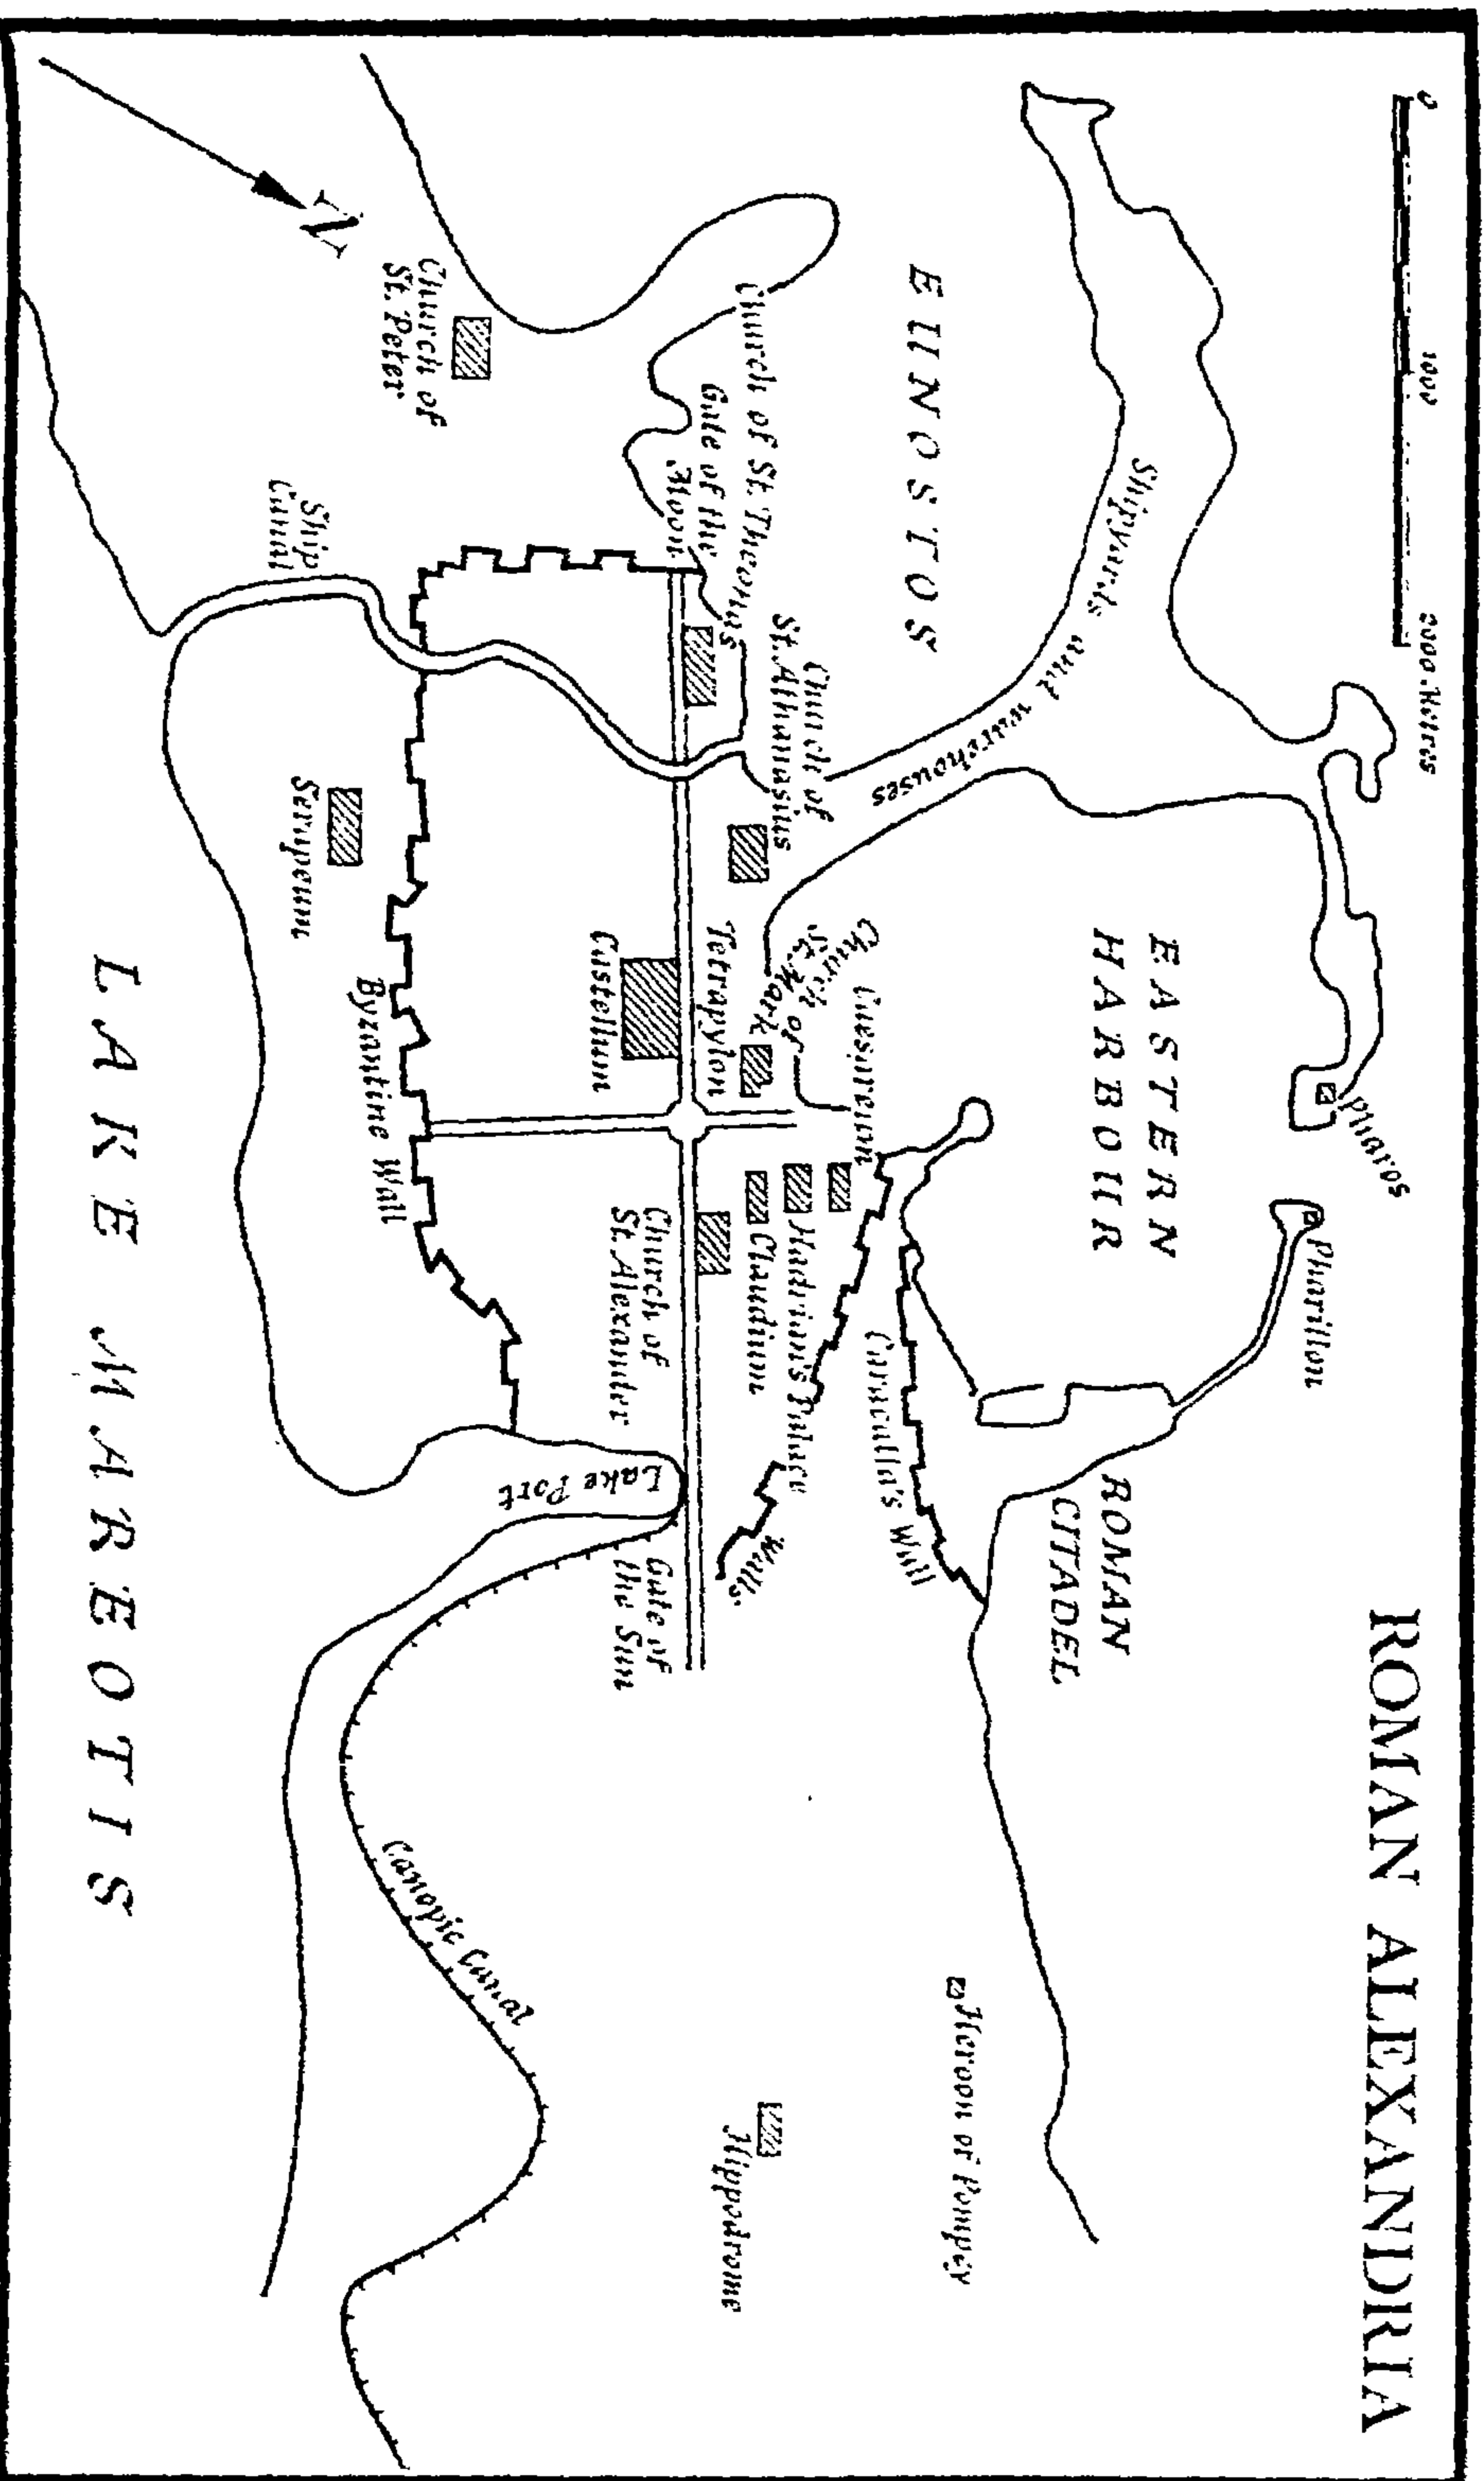 ROMAN ALEXANDRIA
0 1000 2000 Metres
Pharos
Pharillon
EASTERN
HARBOUR
ROMAN
CITADEL
Shipyards and warehouses
EUNOSTOS
Heroon of Pompey
Caracalla's Wall
Caesareum
Church of
St. Mark
Church of
St. Athanasius
Hadrian's Palace
Walls
Claudium
Church of St. Theonas
Gate of the
Moon
Tetrapylon
Hippodrome
Castellum
Church of
St. Alexander
Gate of
the Sun
Lake Port
Church of
St. Peter
Byzantine Wall
Canopic Canal
N
Ship
Canal
Serapeum
LAKE MAREOTIS